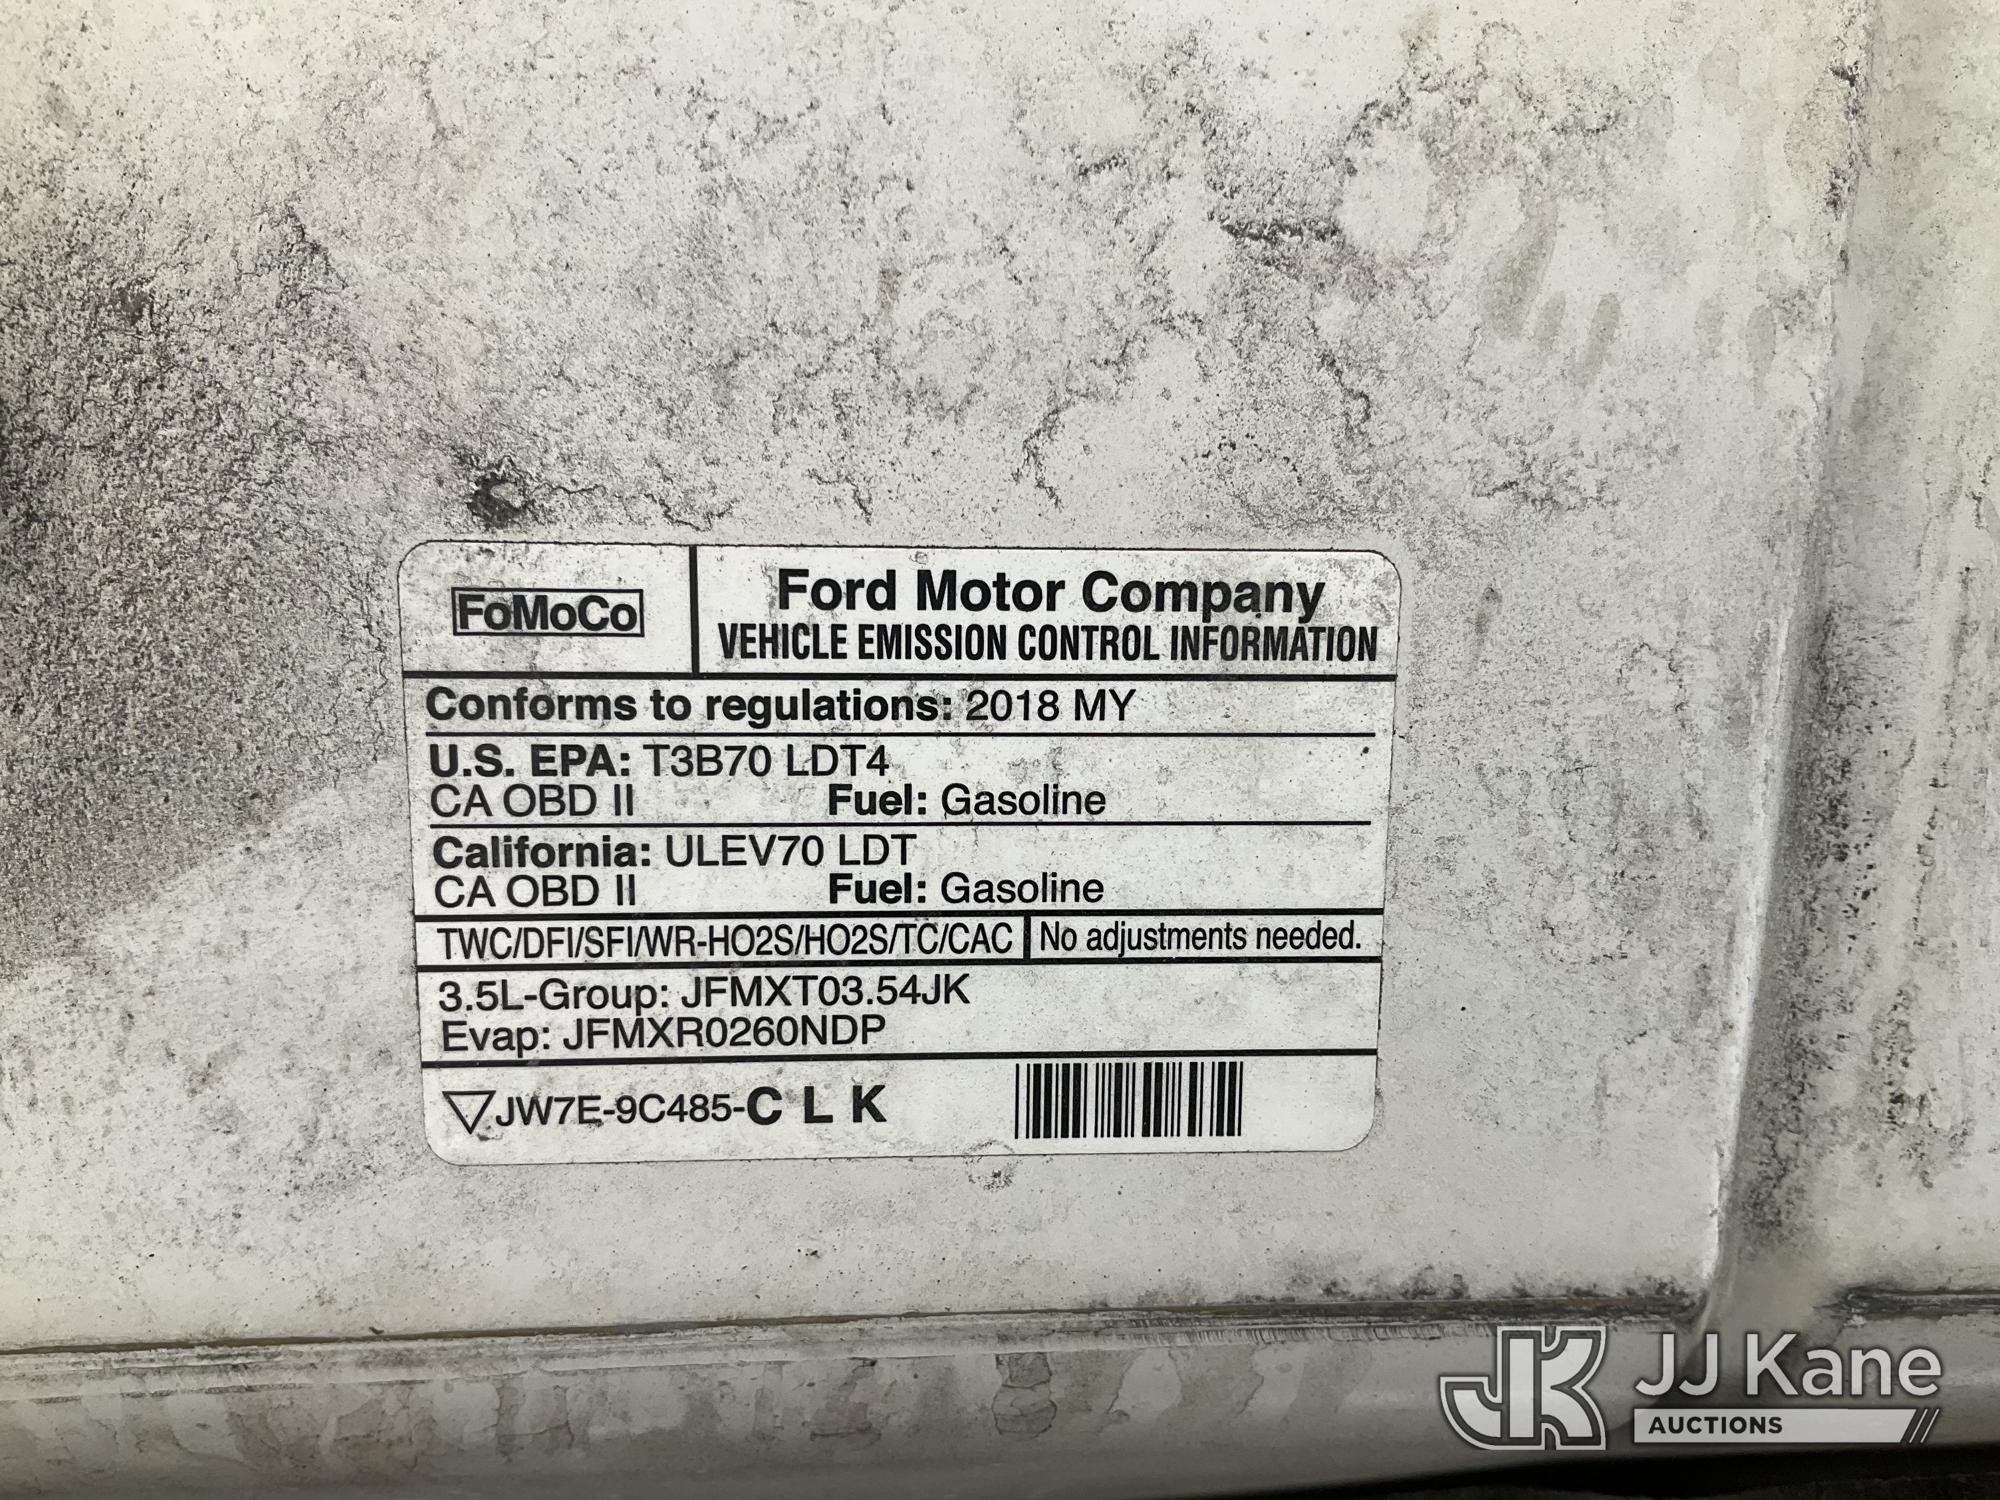 FoMoCo
Ford Motor Company
VEHICLE EMISSION CONTROL INFORMATION
Conforms to regulations: 2018 MY
U.S. EPA: T3B70 LDT4
CA OBD II Fuel: Gasoline
California: ULEV70 LDT
CA OBD II Fuel: Gasoline
TWC/DFI/SFI/WR-HO2S/HO2S/TC/CAC No adjustments needed.
3.5L-Group: JFMXT03.54JK
Evap: JFMXR0260NDP
JW7E-9C485-C L K
JK JJ Kane
AUCTIONS